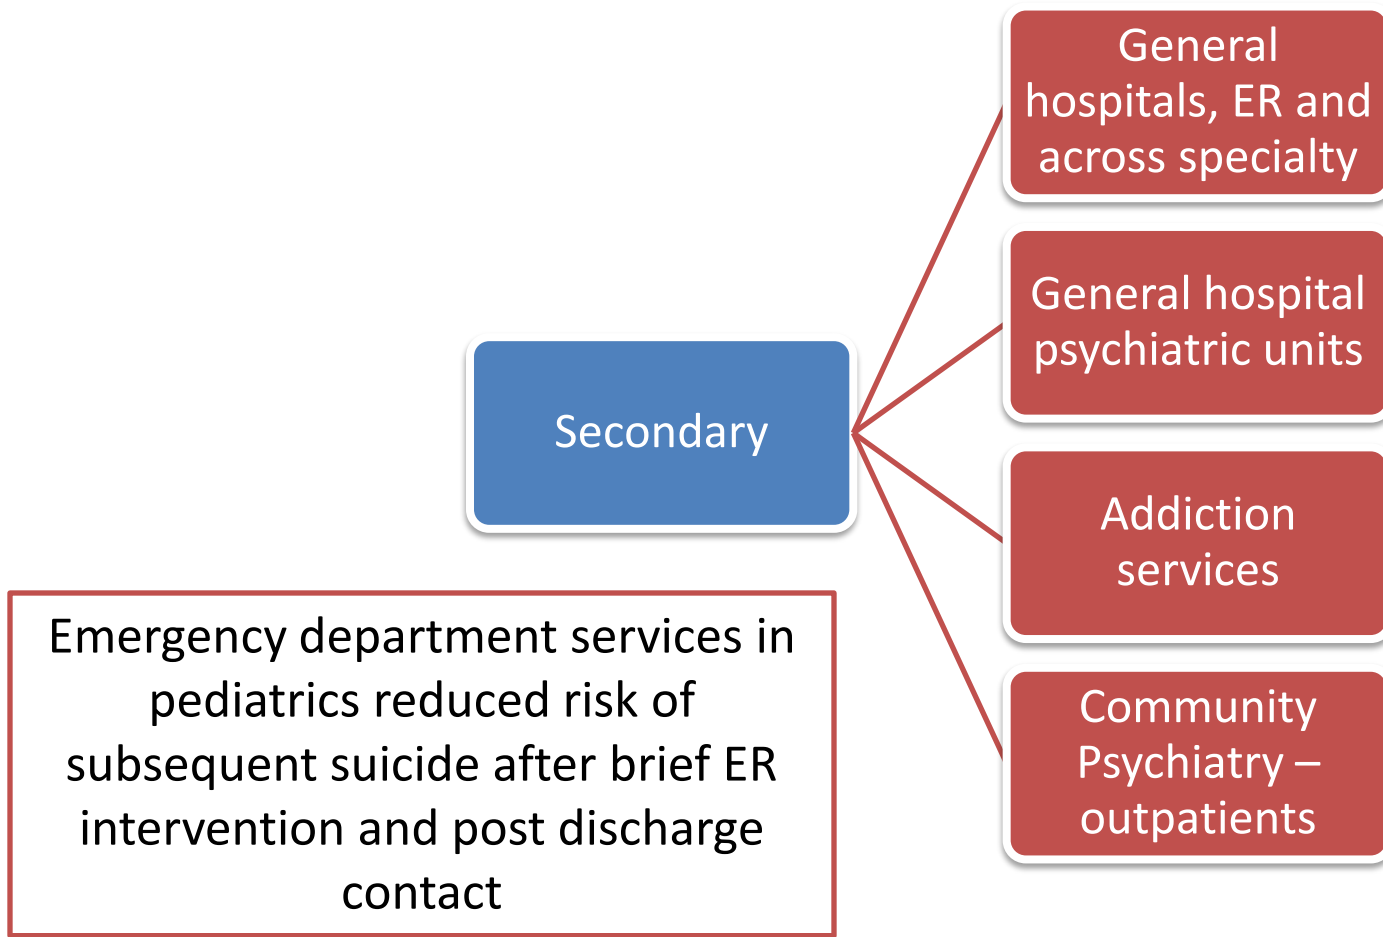 General
hospitals, ER and
across specialty
General hospital
psychiatric units
Secondary
Addiction
services
Emergency department services in
pediatrics reduced risk of
subsequent suicide after brief ER
intervention and post discharge
contact
Community
Psychiatry –
outpatients